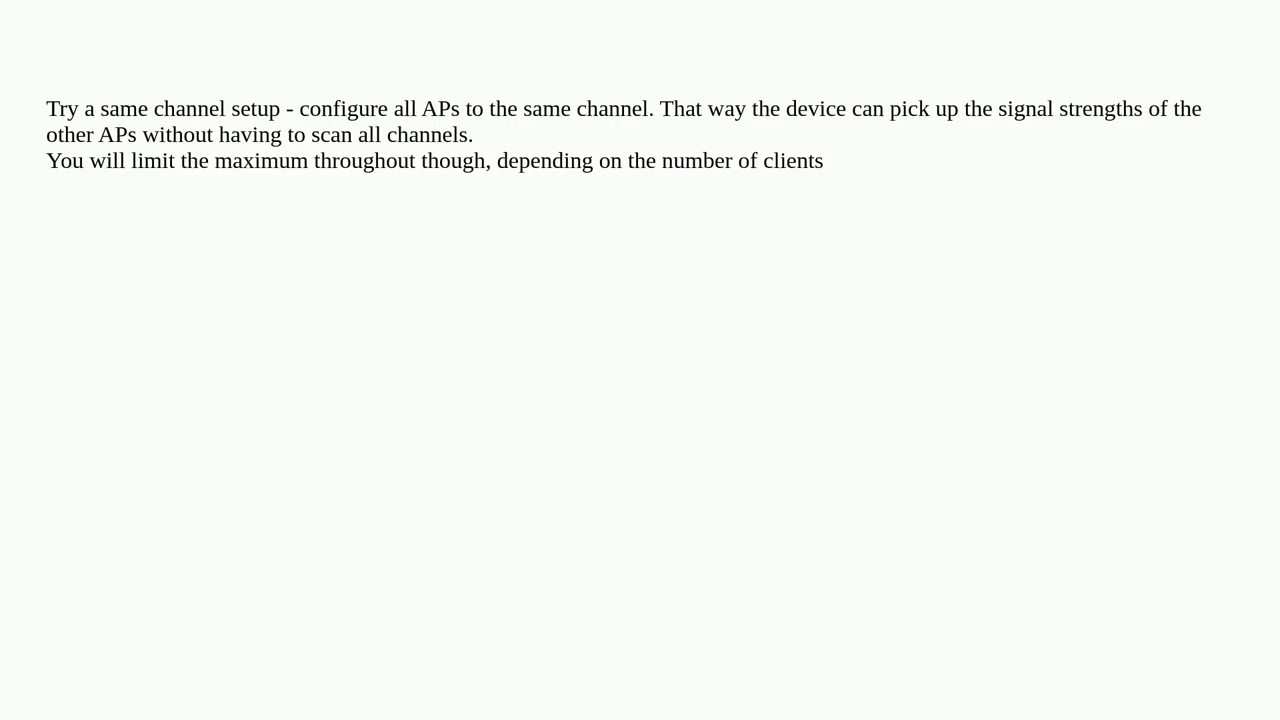 Try a same channel setup - configure all APs to the same channel. That way the device can pick up the signal strengths of the
other APs without having to scan all channels.
You will limit the maximum throughout though, depending on the number of clients